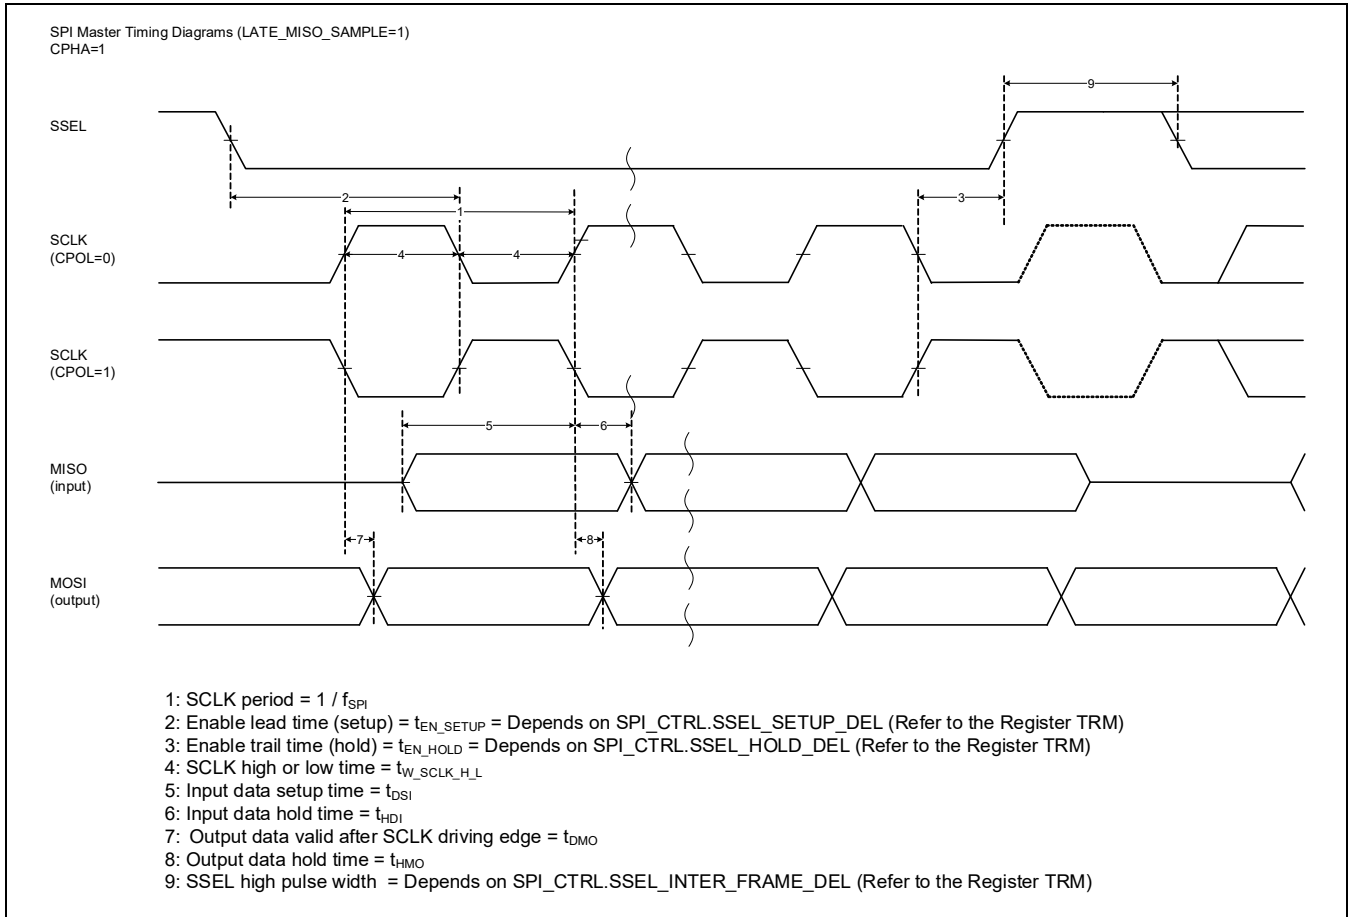 SPI Master Timing Diagrams (LATE_MISO_SAMPLE=1)
CPHA=1
9
SSEL
2
3
1
SCLK
(CPOL=0)
4
4
SCLK
(CPOL=1)
5
6
MISO
(input)
7
8
MOSI
(output)
1: SCLK period = 1 / fSPI
2: Enable lead time (setup) = tEN_SETUP = Depends on SPI_CTRL.SSEL_SETUP_DEL (Refer to the Register TRM)
3: Enable trail time (hold) = tEN_HOLD = Depends on SPI_CTRL.SSEL_HOLD_DEL (Refer to the Register TRM)
4: SCLK high or low time = tW_SCLK_H_L
5: Input data setup time = tDSI
6: Input data hold time = tHDI
7: Output data valid after SCLK driving edge = tDMO
8: Output data hold time = tHMO
9: SSEL high pulse width = Depends on SPI_CTRL.SSEL_INTER_FRAME_DEL (Refer to the Register TRM)